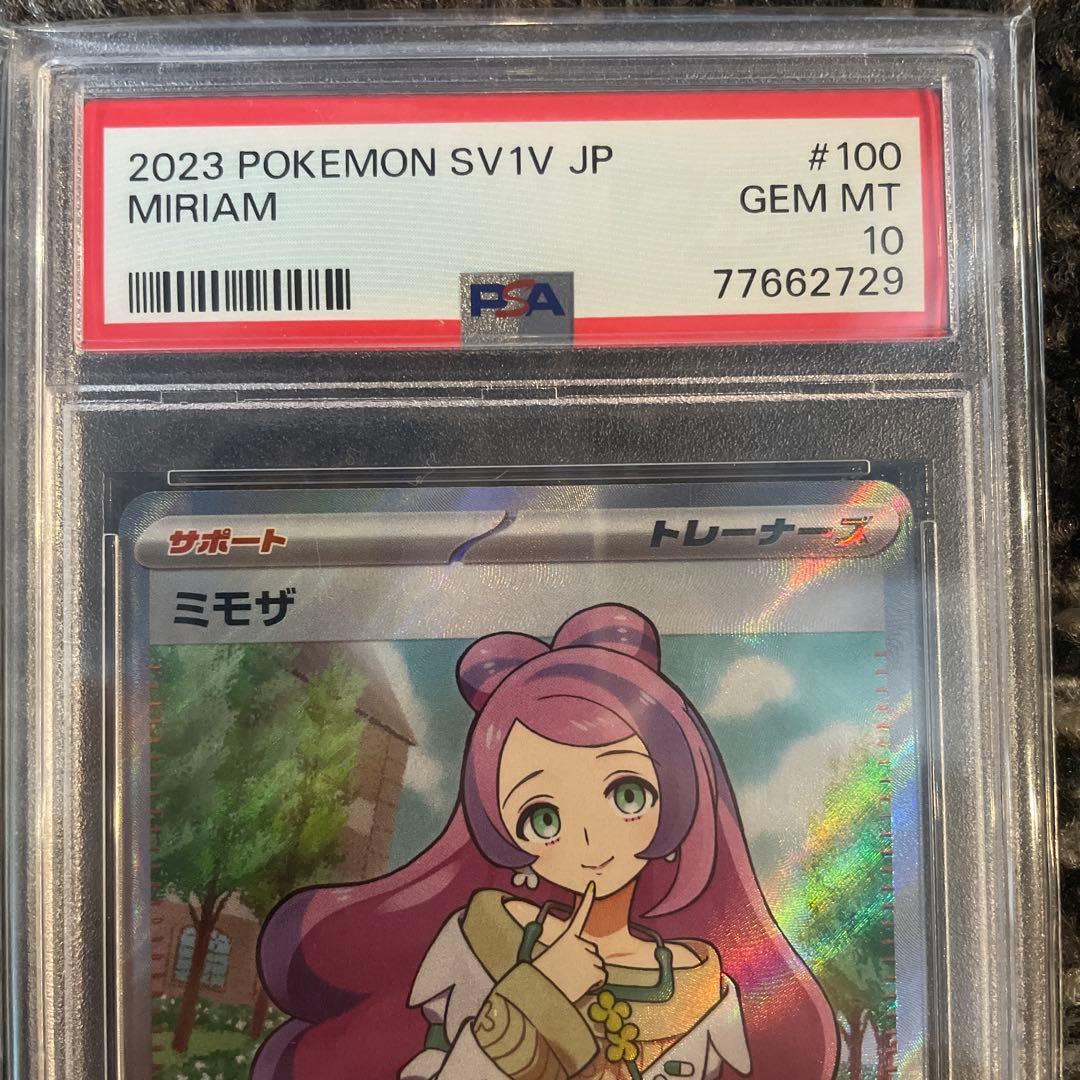 2023 POKEMON SV1V JP #100
MIRIAM GEM MT
10
PSA 77662729
サポート トレーナーズ
ミモザ